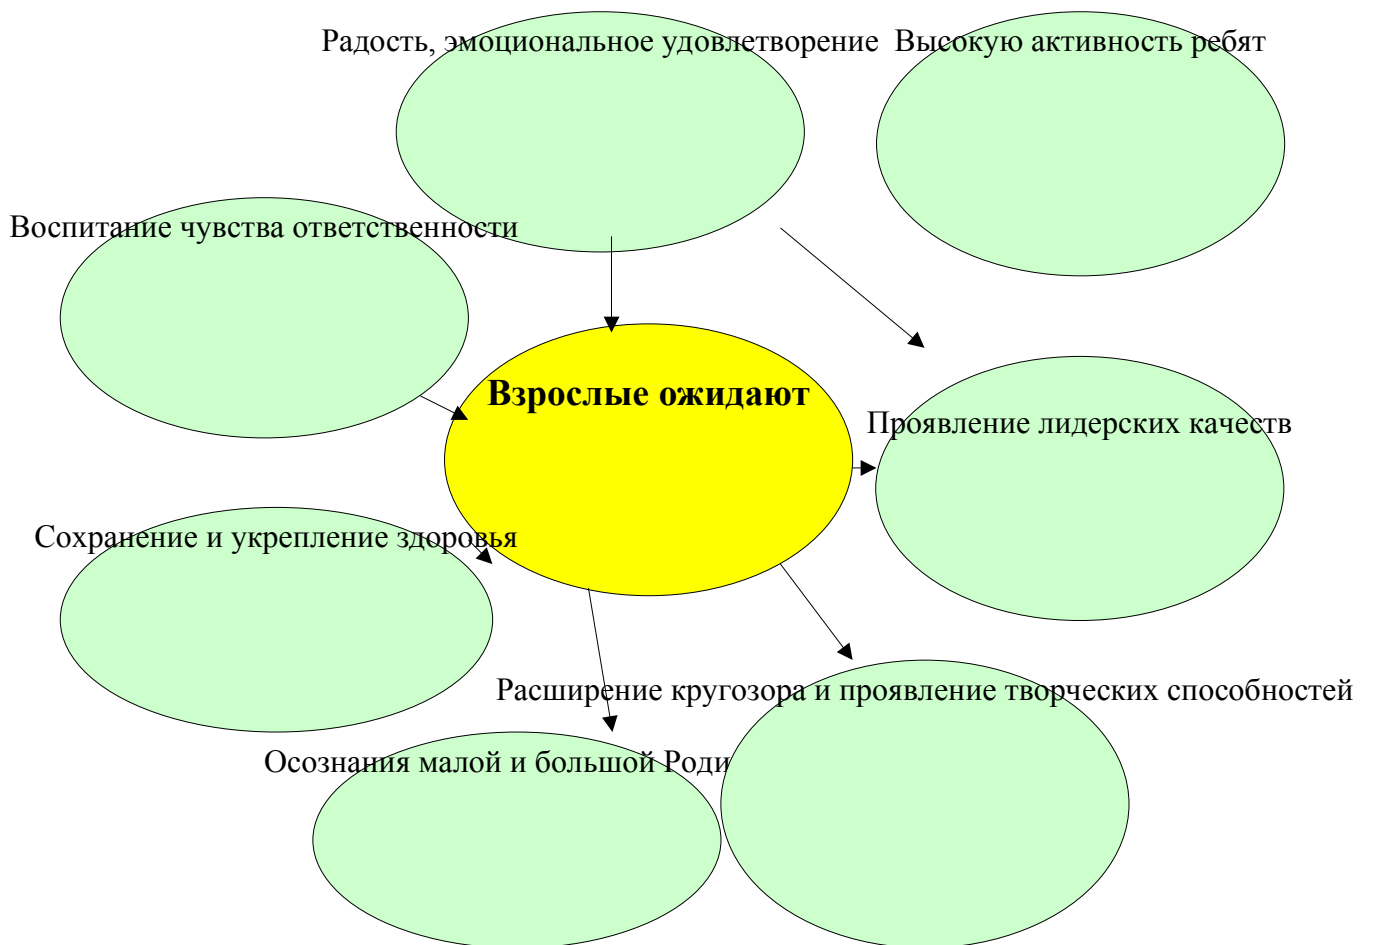 Радость, эмоциональное удовлетворение
Высокую активность ребят
Воспитание чувства ответственности
Взрослые ожидают
Проявление лидерских качеств
Сохранение и укрепление здоровья
Расширение кругозора и проявление творческих способностей
Осознания малой и большой Роди